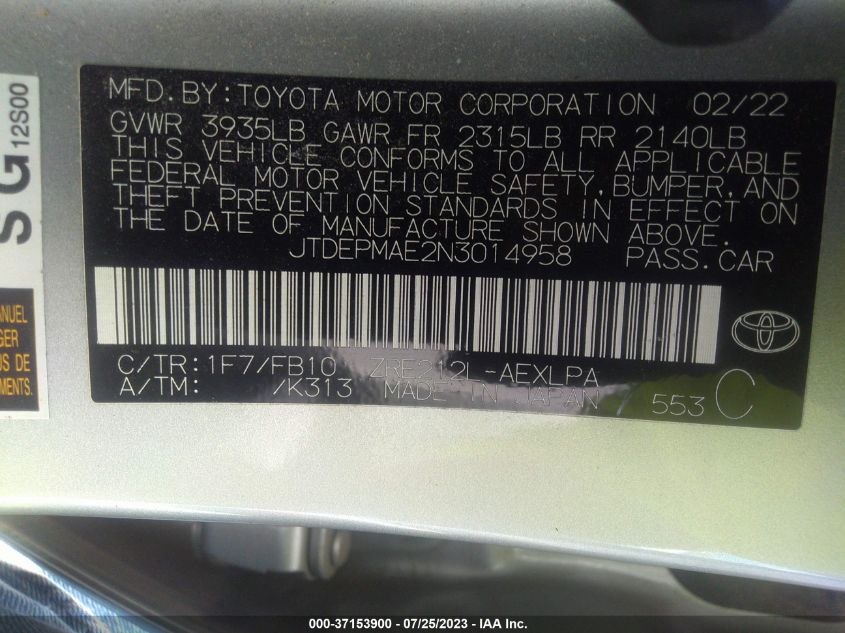 MFD. BY: TOYOTA MOTOR CORPORATION 02/22
GVWR 3935LB GAWR FR 2315LB RR 2140LB
THIS VEHICLE CONFORMS TO ALL APPLICABLE
FEDERAL MOTOR VEHICLE SAFETY, BUMPER, AND
THEFT PREVENTION STANDARDS IN EFFECT ON
THE DATE OF MANUFACTURE SHOWN ABOVE.
JTDEPMAE2N3014958 PASS. CAR
C/TR: 1F7/FB10 ZRE212L-AEXLPA
A/TM: /K313 MADE IN JAPAN 553 C
SG
12S00
US DE
000-37153900 / 07/25/2023 - IAA Inc.